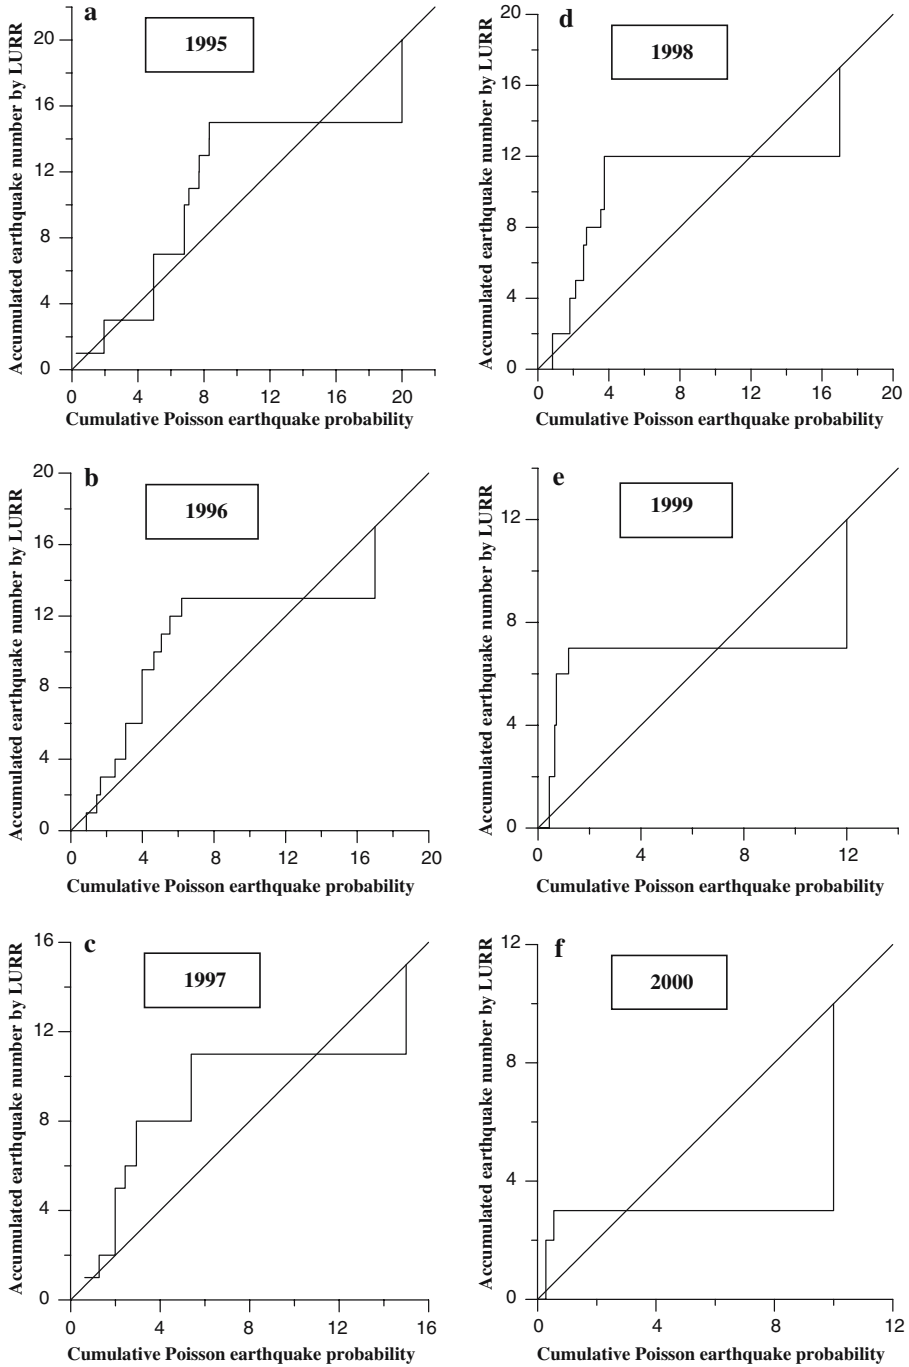 a
1995
Accumulated earthquake number by LURR
20
16
12
8
4
0
0 4 8 12 16 20
Cumulative Poisson earthquake probability
d
1998
Accumulated earthquake number by LURR
20
16
12
8
4
0
0 4 8 12 16 20
Cumulative Poisson earthquake probability
b
1996
Accumulated earthquake number by LURR
20
16
12
8
4
0
0 4 8 12 16 20
Cumulative Poisson earthquake probability
e
1999
Accumulated earthquake number by LURR
12
8
4
0
0 4 8 12
Cumulative Poisson earthquake probability
c
1997
Accumulated earthquake number by LURR
16
12
8
4
0
0 4 8 12 16
Cumulative Poisson earthquake probability
f
2000
Accumulated earthquake number by LURR
12
8
4
0
0 4 8 12
Cumulative Poisson earthquake probability